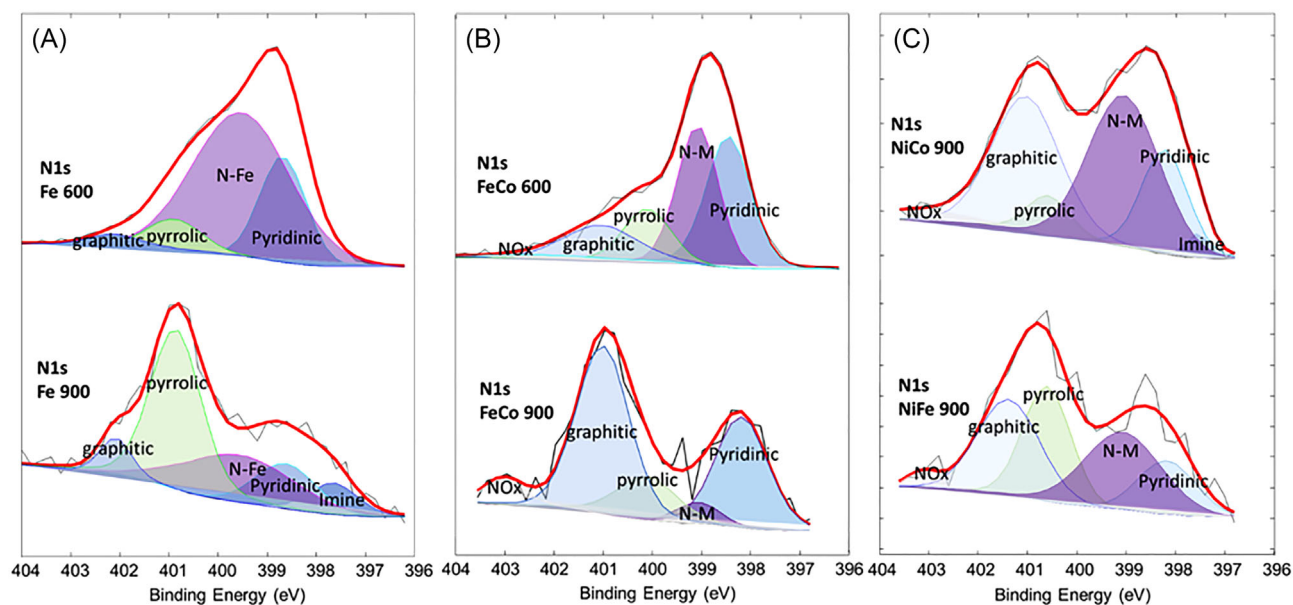 (A)
N1s
Fe 600
N-Fe
graphitic
pyrrolic
Pyridinic
N1s
Fe 900
pyrrolic
graphitic
N-Fe
Pyridinic
Imine
404 403 402 401 400 399 398 397 396
Binding Energy (eV)
(B)
N1s
FeCo 600
N-M
pyrrolic
Pyridinic
NOx
graphitic
N1s
FeCo 900
graphitic
Pyridinic
pyrrolic
NOx
N-M
404 403 402 401 400 399 398 397 396
Binding Energy (eV)
(C)
N1s
NiCo 900
N-M
graphitic
Pyridinic
NOx
pyrrolic
Imine
N1s
NiFe 900
pyrrolic
graphitic
N-M
NOx
Pyridinic
404 403 402 401 400 399 398 397 396
Binding Energy (eV)